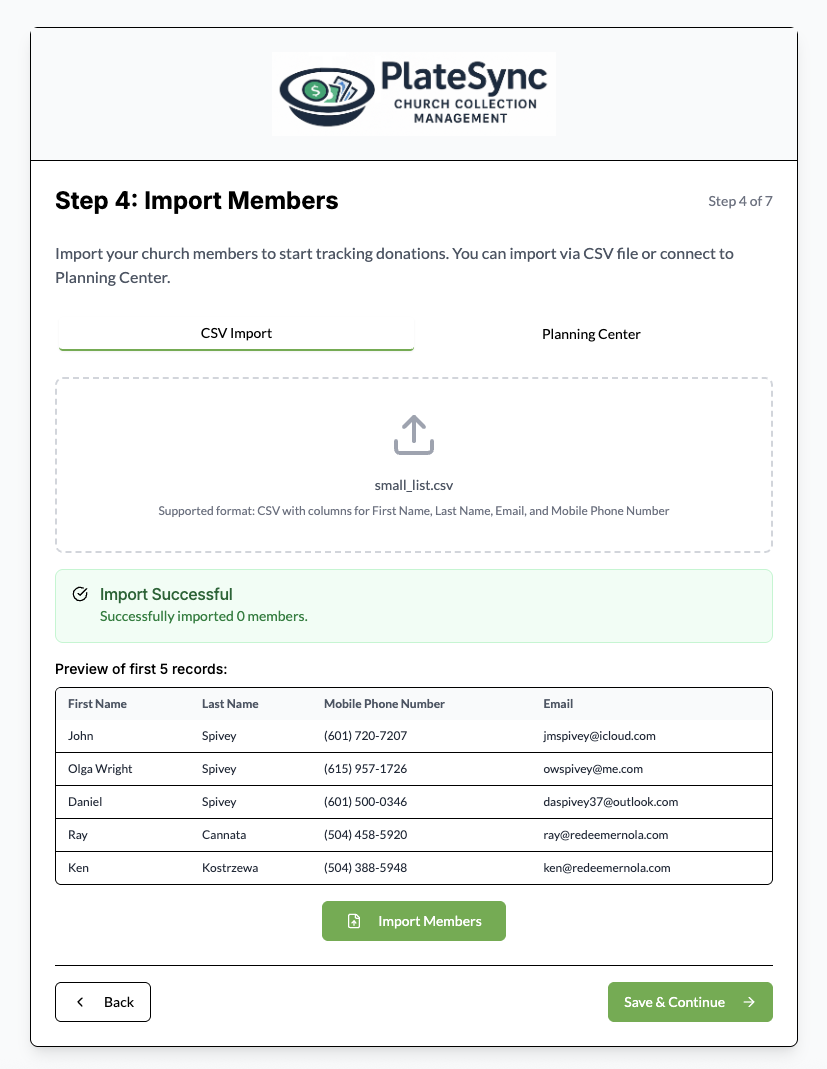 PlateSync
CHURCH COLLECTION
MANAGEMENT
Step 4: Import Members
Step 4 of 7
Import your church members to start tracking donations. You can import via CSV file or connect to
Planning Center.
CSV Import
Planning Center
small_list.csv
Supported format: CSV with columns for First Name, Last Name, Email, and Mobile Phone Number
Import Successful
Successfully imported 0 members.
Preview of first 5 records:
First Name Last Name Mobile Phone Number Email
John Spivey (601) 720-7207 jmspivey@icloud.com
Olga Wright Spivey (615) 957-1726 owspivey@me.com
Daniel Spivey (601) 500-0346 daspivey37@outlook.com
Ray Cannata (504) 458-5920 ray@redeemernola.com
Ken Kostrzewa (504) 388-5948 ken@redeemernola.com
Import Members
Back
Save & Continue